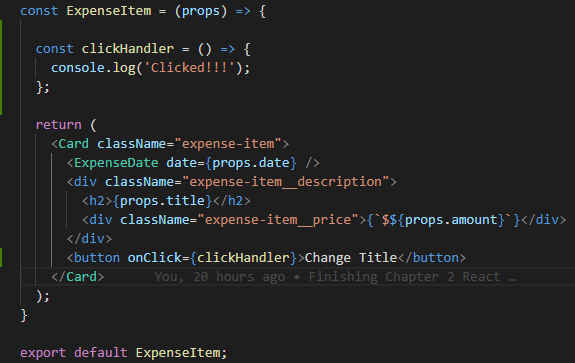 const ExpenseItem = (props) => {
const clickHandler = () => {
console.log('Clicked!!!');
};
return (
<Card className="expense-item">
<ExpenseDate date={props.date} />
<div className="expense-item__description">
<h2>{props.title}</h2>
<div className="expense-item__price">{`$${props.amount}`}</div>
</div>
<button onClick={clickHandler}>Change Title</button>
</Card> You, 20 hours ago • Finishing Chapter 2 React …
);
}
export default ExpenseItem;